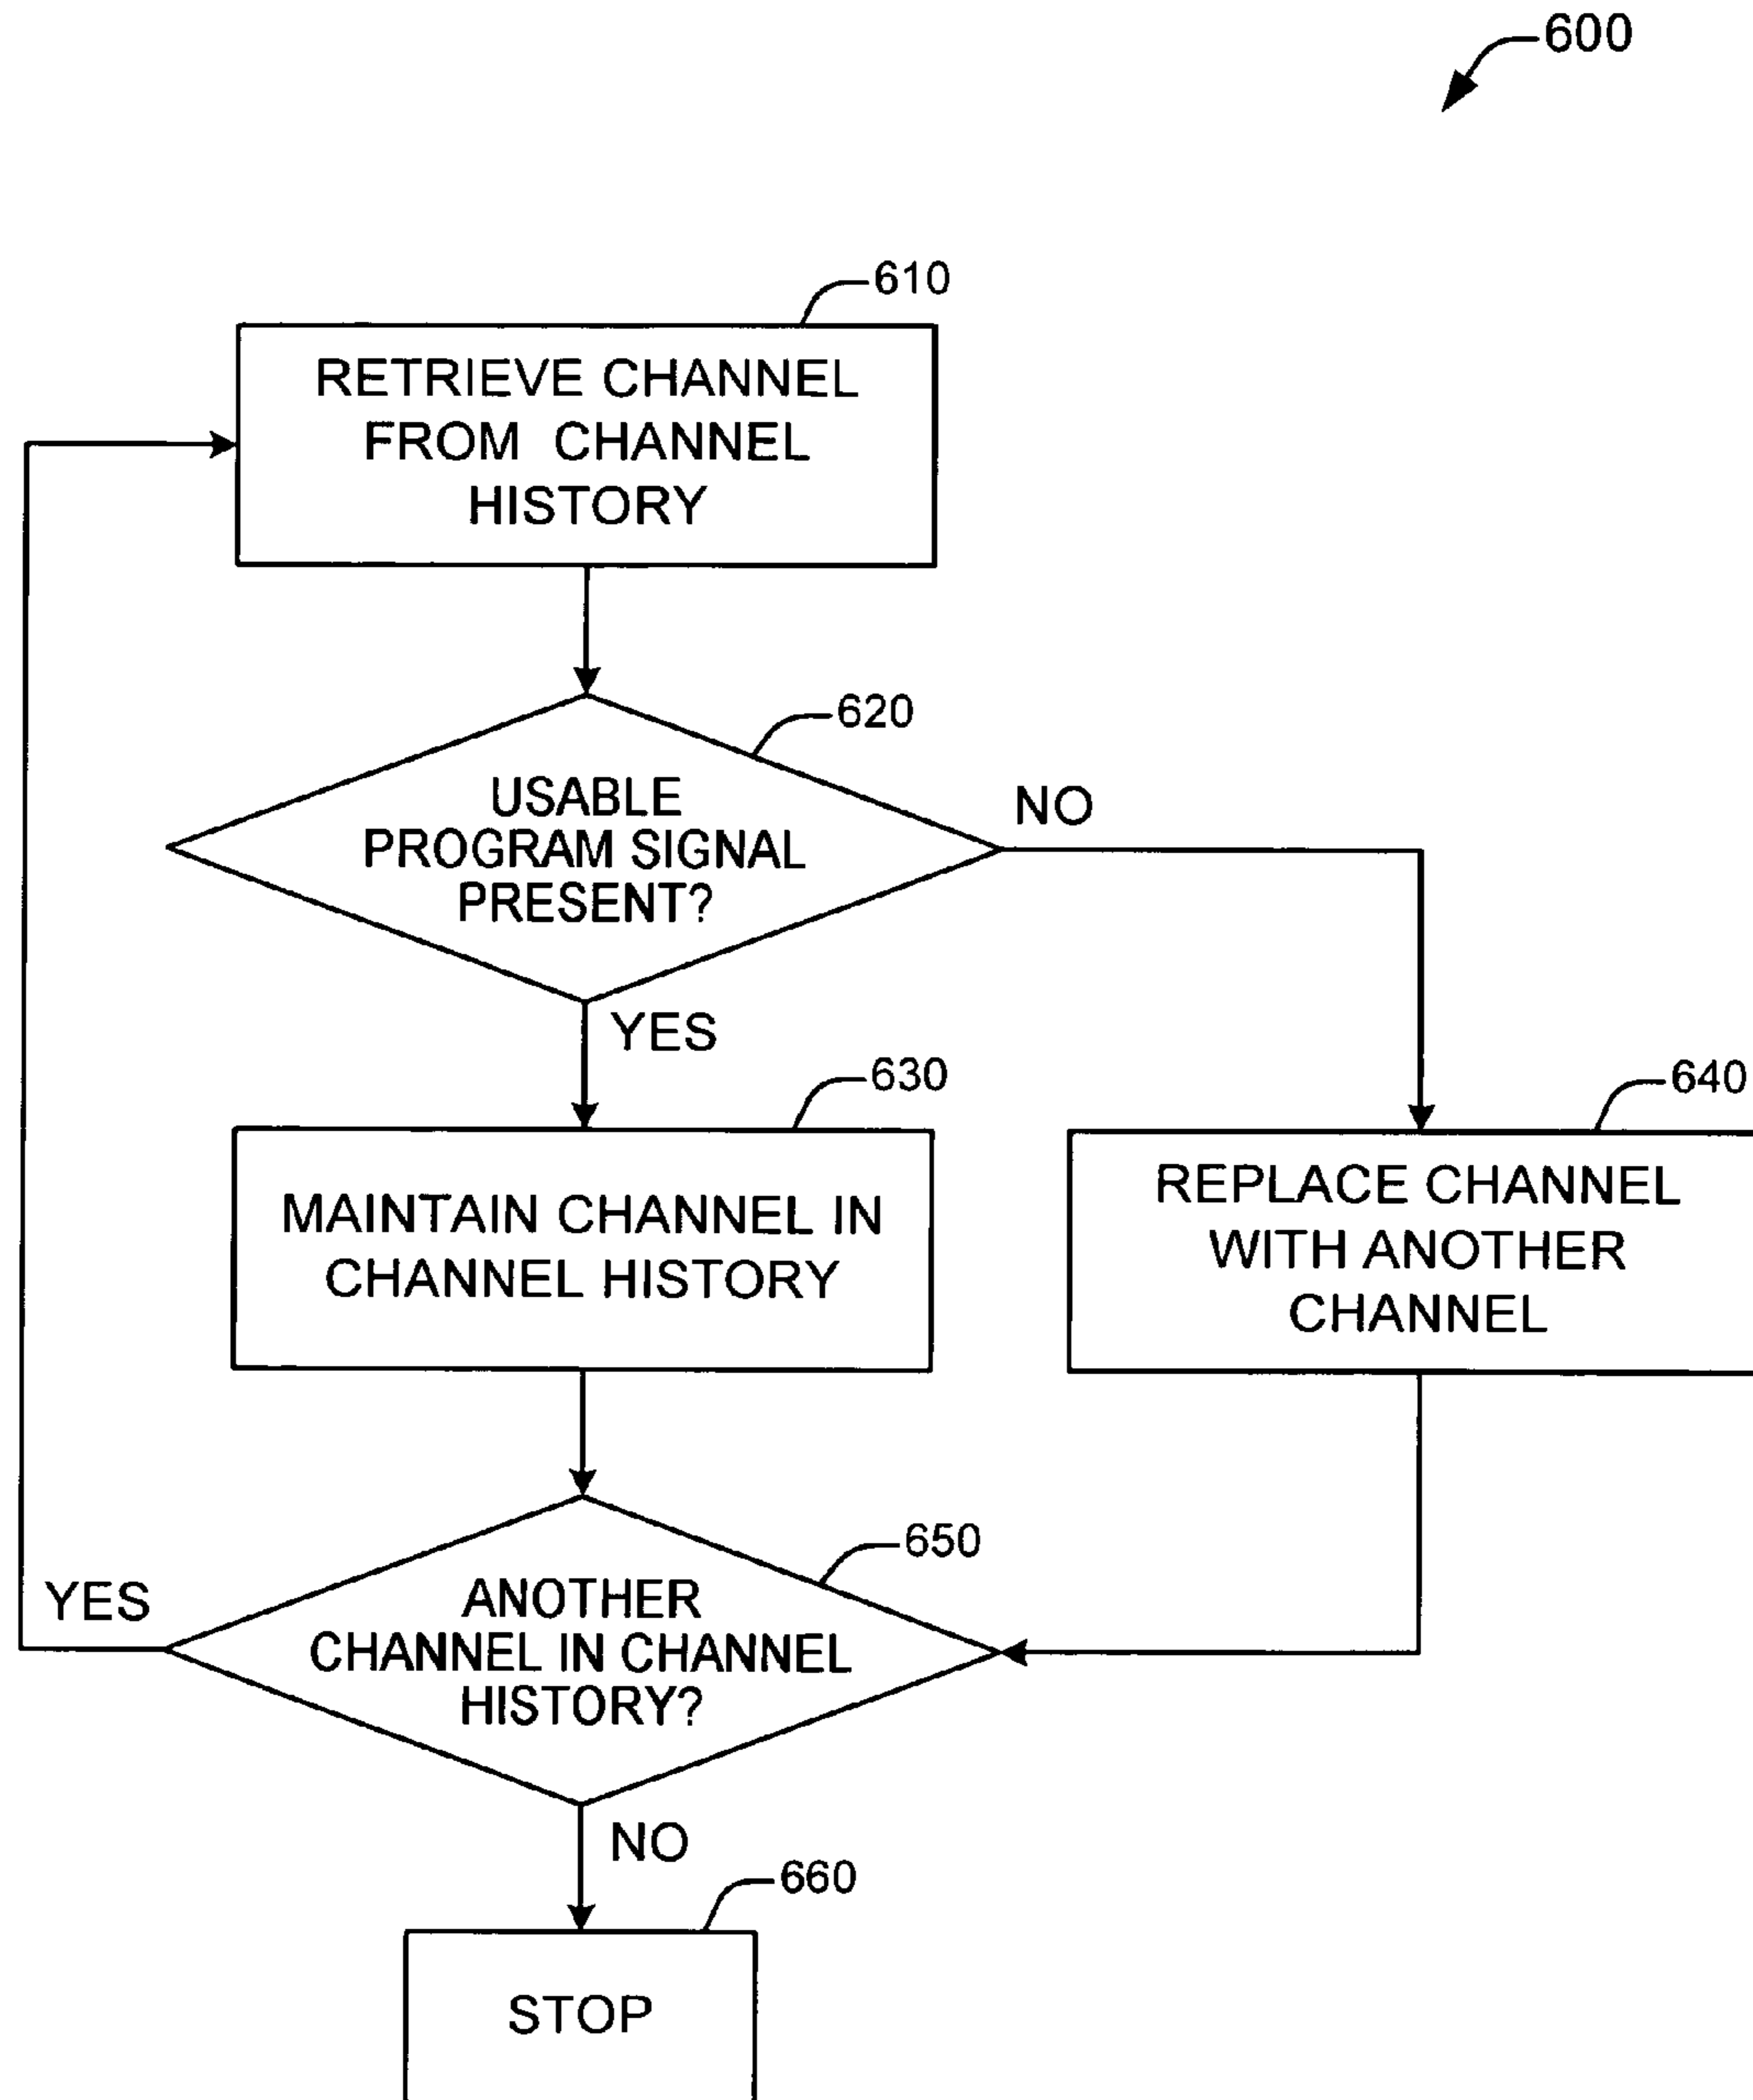 600
610
RETRIEVE CHANNEL
FROM CHANNEL
HISTORY
620
USABLE
PROGRAM SIGNAL
PRESENT?
NO
YES
630
MAINTAIN CHANNEL IN
CHANNEL HISTORY
640
REPLACE CHANNEL
WITH ANOTHER
CHANNEL
650
ANOTHER
CHANNEL IN CHANNEL
HISTORY?
YES
NO
660
STOP